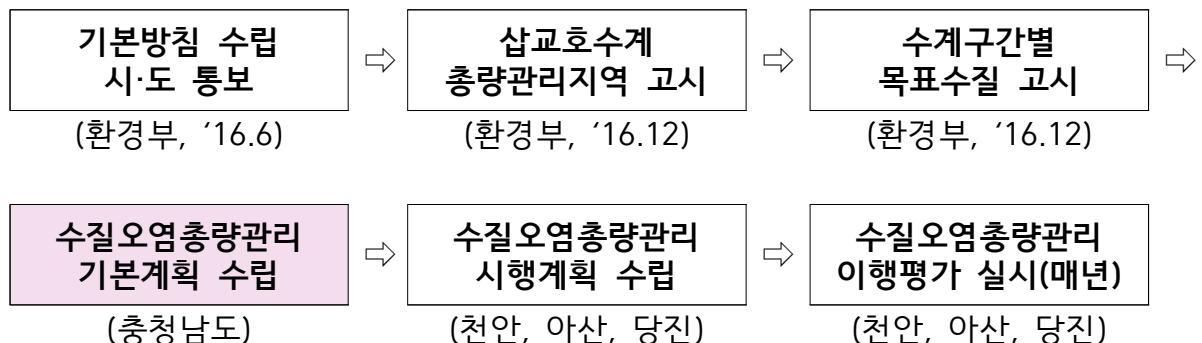 기본방침 수립
시·도 통보
⇨
삽교호수계
총량관리지역 고시
⇨
수계구간별
목표수질 고시
⇨
(환경부, ‘16.6)
(환경부, ‘16.12)
(환경부, ‘16.12)
수질오염총량관리
기본계획 수립
⇨
수질오염총량관리
시행계획 수립
⇨
수질오염총량관리
이행평가 실시(매년)
(충청남도)
(천안, 아산, 당진)
(천안, 아산, 당진)